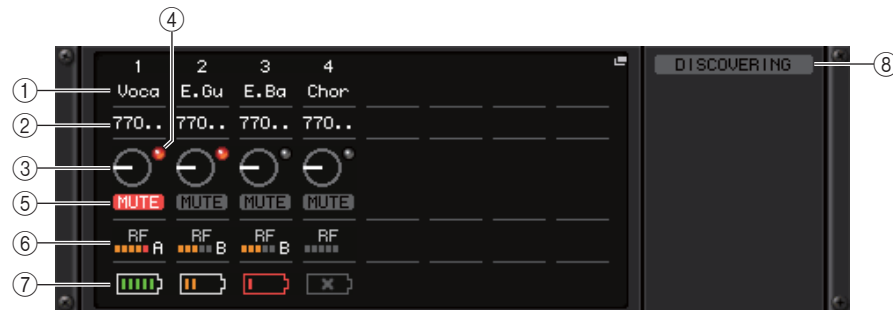 ④
1 2 3 4
DISCOVERING ⑧
① Voca E.Gu E.Ba Chor
② 770.. 770.. 770.. 770..
③
⑤ MUTE MUTE MUTE MUTE
⑥ RF A RF B RF B RF
⑦